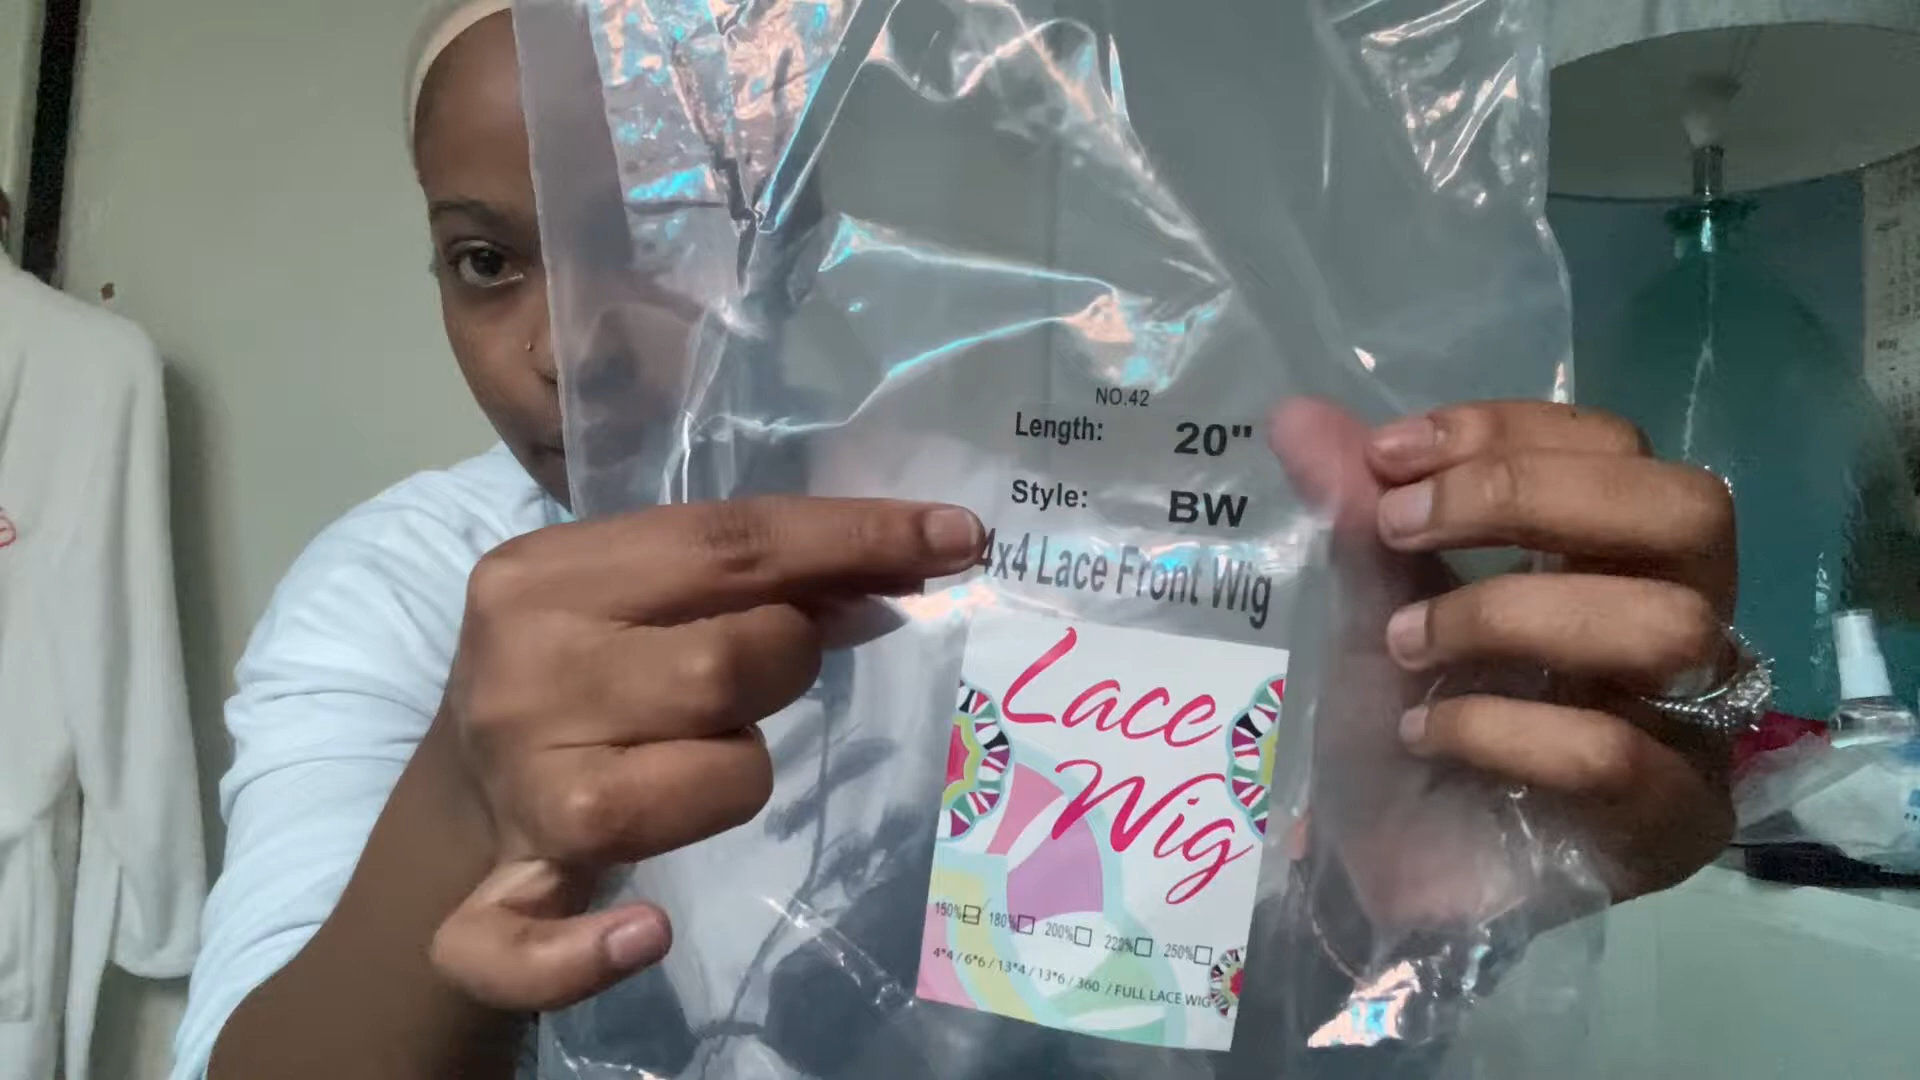 NO.42
Length: 20"
Style: BW
4x4 Lace Front Wig
Lace
Wig
150% 180% 200% 220% 250%
4*4 / 6*6 / 13*4 / 13*6 / 360 / FULL LACE WIG